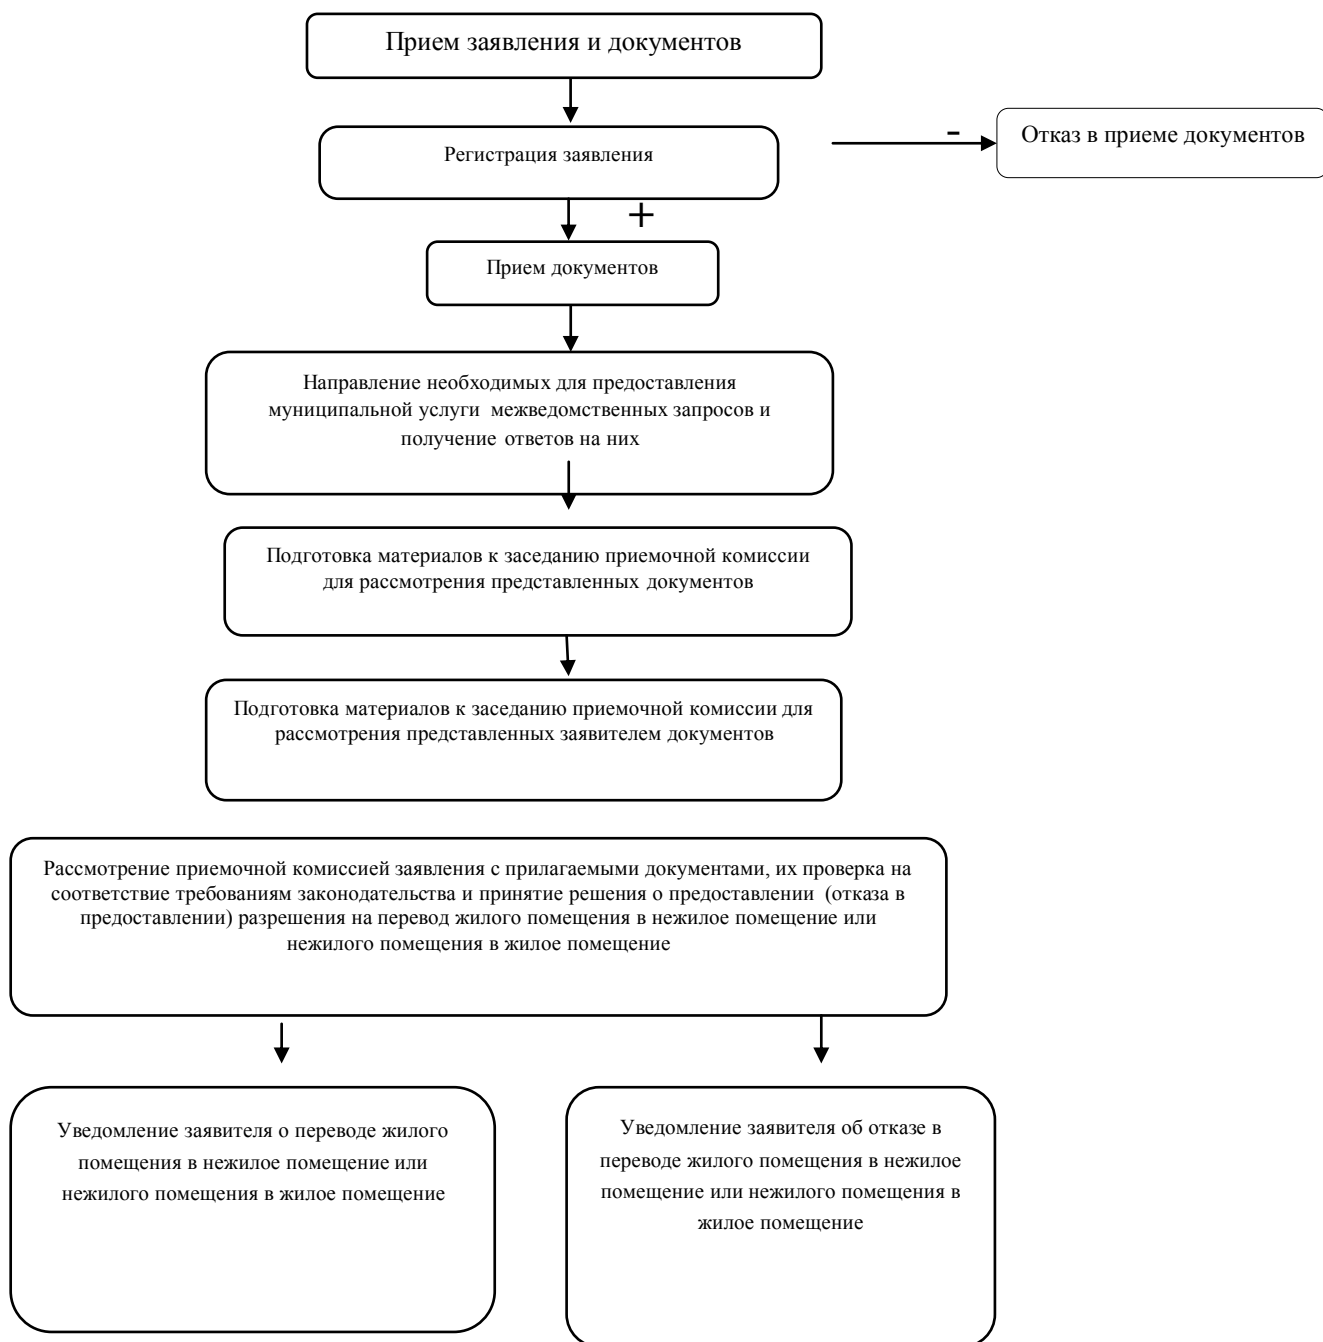 Прием заявления и документов
Регистрация заявления
-
Отказ в приеме документов
+
Прием документов
Направление необходимых для предоставления
муниципальной услуги межведомственных запросов и
получение ответов на них
Подготовка материалов к заседанию приемочной комиссии
для рассмотрения представленных документов
Подготовка материалов к заседанию приемочной комиссии для
рассмотрения представленных заявителем документов
Рассмотрение приемочной комиссией заявления с прилагаемыми документами, их проверка на
соответствие требованиям законодательства и принятие решения о предоставлении (отказа в
предоставлении) разрешения на перевод жилого помещения в нежилое помещение или
нежилого помещения в жилое помещение
Уведомление заявителя о переводе жилого
помещения в нежилое помещение или
нежилого помещения в жилое помещение
Уведомление заявителя об отказе в
переводе жилого помещения в нежилое
помещение или нежилого помещения в
жилое помещение